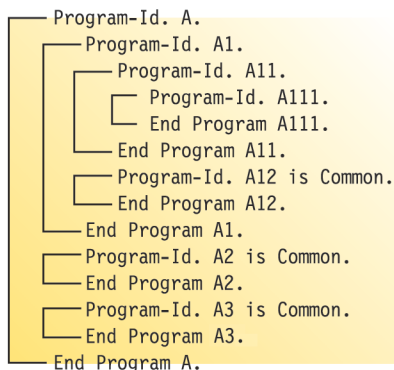 Program-Id. A.
Program-Id. A1.
Program-Id. A11.
Program-Id. A111.
End Program A111.
End Program A11.
Program-Id. A12 is Common.
End Program A12.
End Program A1.
Program-Id. A2 is Common.
End Program A2.
Program-Id. A3 is Common.
End Program A3.
End Program A.